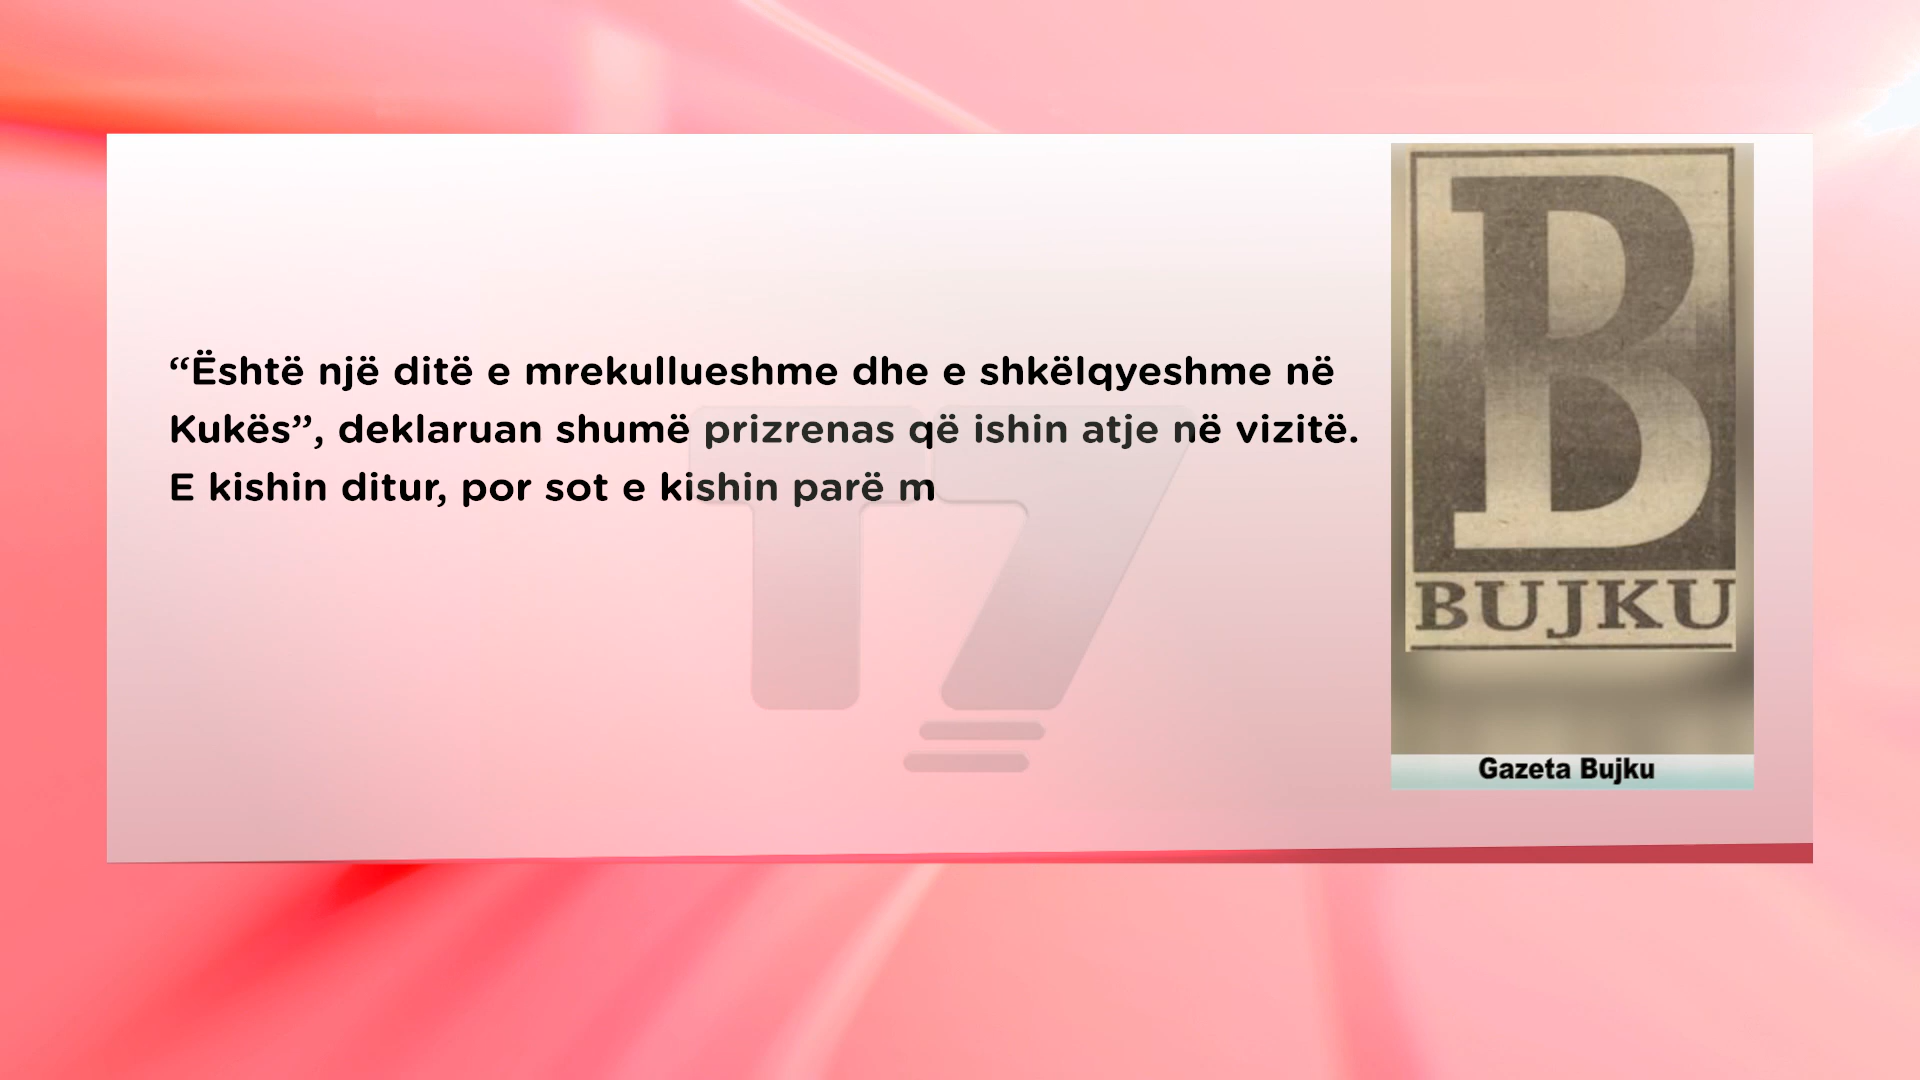 “Është një ditë e mrekullueshme dhe e shkëlqyeshme në
Kukës”, deklaruan shumë prizrenas që ishin atje në vizitë.
E kishin ditur, por sot e kishin parë m
T7
B
BUJKU
Gazeta Bujku